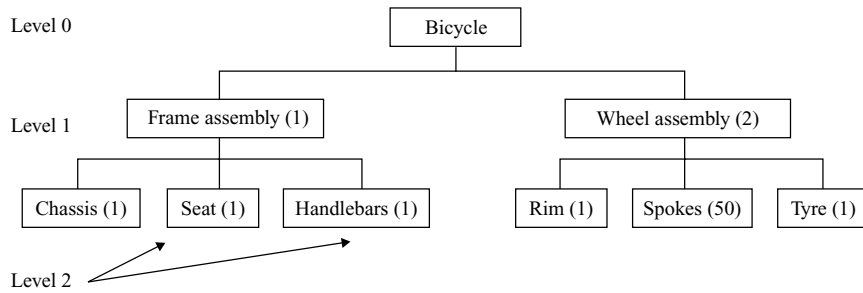 Level 0
Bicycle
Level 1
Frame assembly (1)
Wheel assembly (2)
Chassis (1)
Seat (1)
Handlebars (1)
Rim (1)
Spokes (50)
Tyre (1)
Level 2